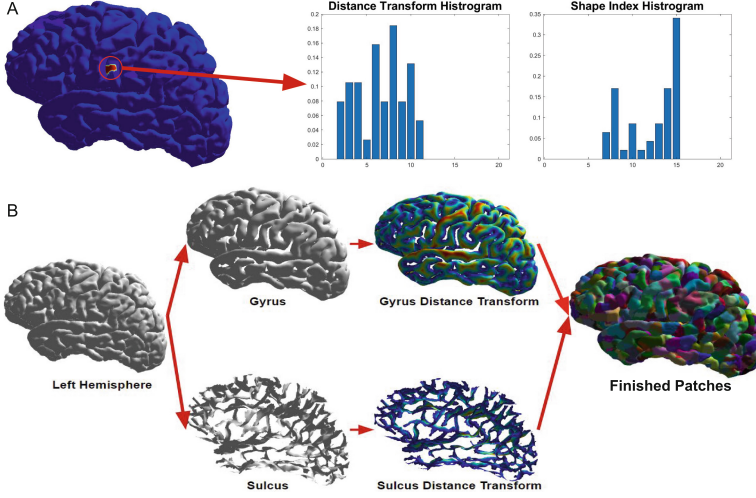 A
Distance Transform Histrogram
0.2
0.18
0.16
0.14
0.12
0.1
0.08
0.06
0.04
0.02
0
0 5 10 15 20
Shape Index Histrogram
0.35
0.3
0.25
0.2
0.15
0.1
0.05
0
0 5 10 15 20
B
Gyrus
Gyrus Distance Transform
Left Hemisphere
Finished Patches
Sulcus
Sulcus Distance Transform